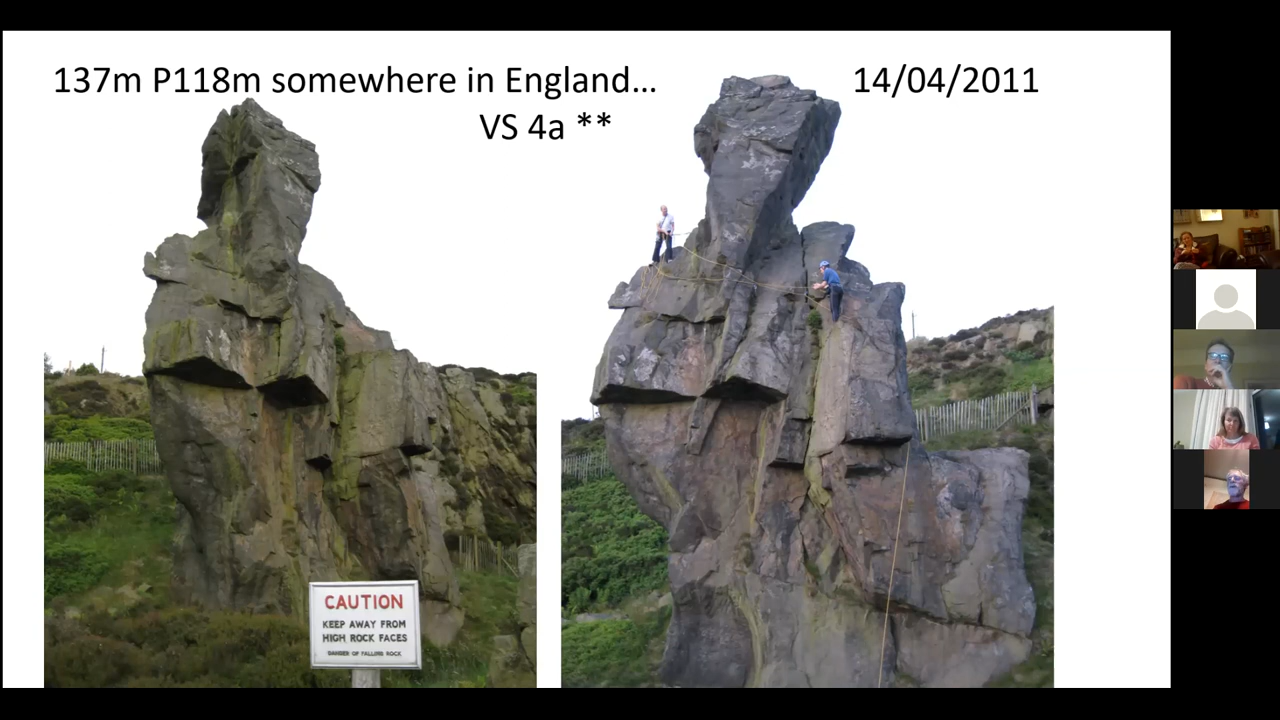 137m P118m somewhere in England…
14/04/2011
VS 4a **
CAUTION
KEEP AWAY FROM
HIGH ROCK FACES
DANGER OF FALLING ROCK